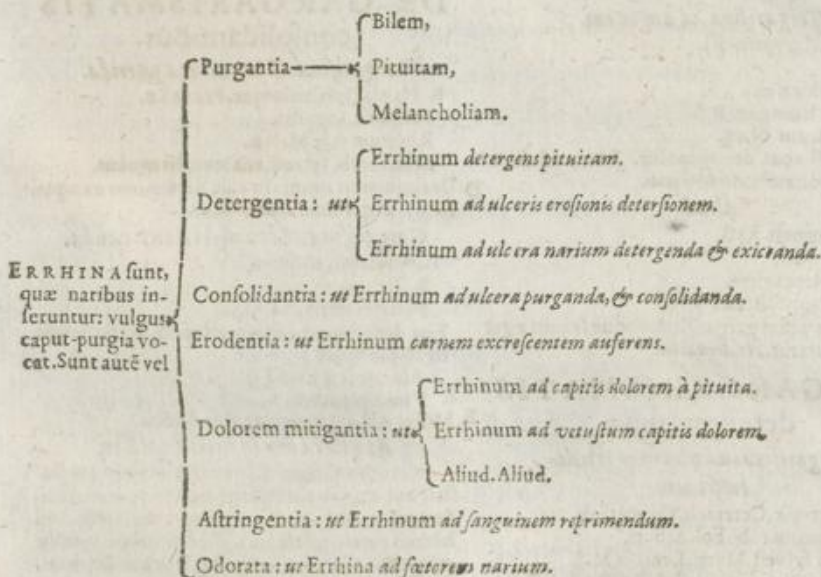 ERRHINA ſunt,
quæ naribus in-
ſeruntur: vulgus
caput-purgia vo-
cat. Sunt autē vel
Purgantia
Bilem,
Pituitam,
Melancholiam.
Detergentia: ut
Errhinum detergens pituitam.
Errhinum ad ulceris eroſionis deterſionem.
Errhinum ad ulcera narium detergenda & exiccanda.
Conſolidantia: ut Errhinum ad ulcera purganda, & conſolidanda.
Erodentia: ut Errhinum carnem excreſcentem auferens.
Dolorem mitigantia: ut
Errhinum ad capitis dolorem à pituita.
Errhinum ad vetuſtum capitis dolorem.
Aliud. Aliud.
Aſtringentia: ut Errhinum ad ſanguinem reprimendum.
Odorata: ut Errhina ad fœtorem narium.